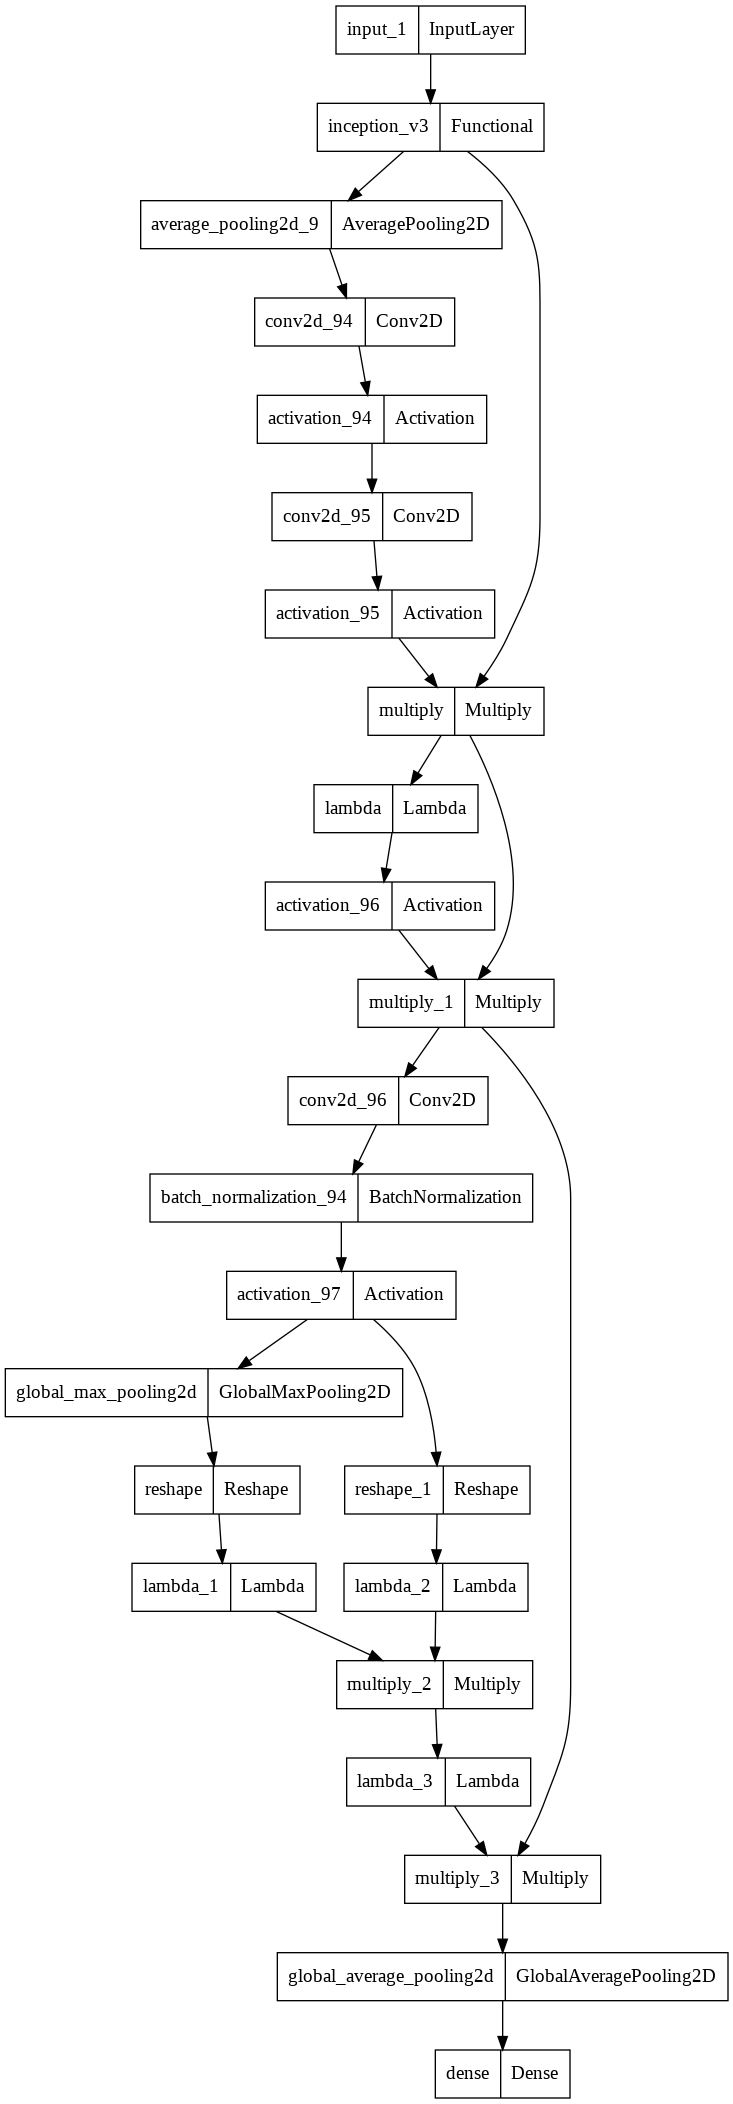 input_1 InputLayer
inception_v3 Functional
average_pooling2d_9 AveragePooling2D
conv2d_94 Conv2D
activation_94 Activation
conv2d_95 Conv2D
activation_95 Activation
multiply Multiply
lambda Lambda
activation_96 Activation
multiply_1 Multiply
conv2d_96 Conv2D
batch_normalization_94 BatchNormalization
activation_97 Activation
global_max_pooling2d GlobalMaxPooling2D
reshape Reshape reshape_1 Reshape
lambda_1 Lambda lambda_2 Lambda
multiply_2 Multiply
lambda_3 Lambda
multiply_3 Multiply
global_average_pooling2d GlobalAveragePooling2D
dense Dense